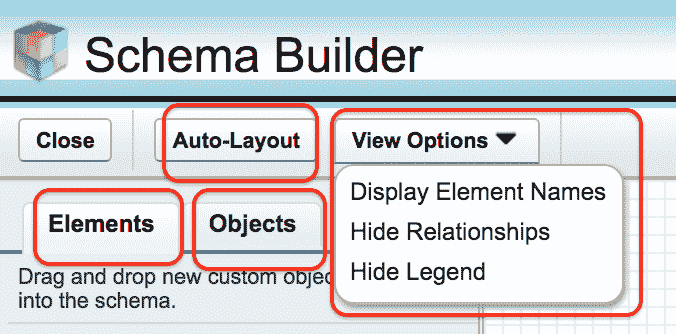 Schema Builder
Close Auto-Layout View Options
Display Element Names
Elements Objects Hide Relationships
Hide Legend
Drag and drop new custom
into the schema.